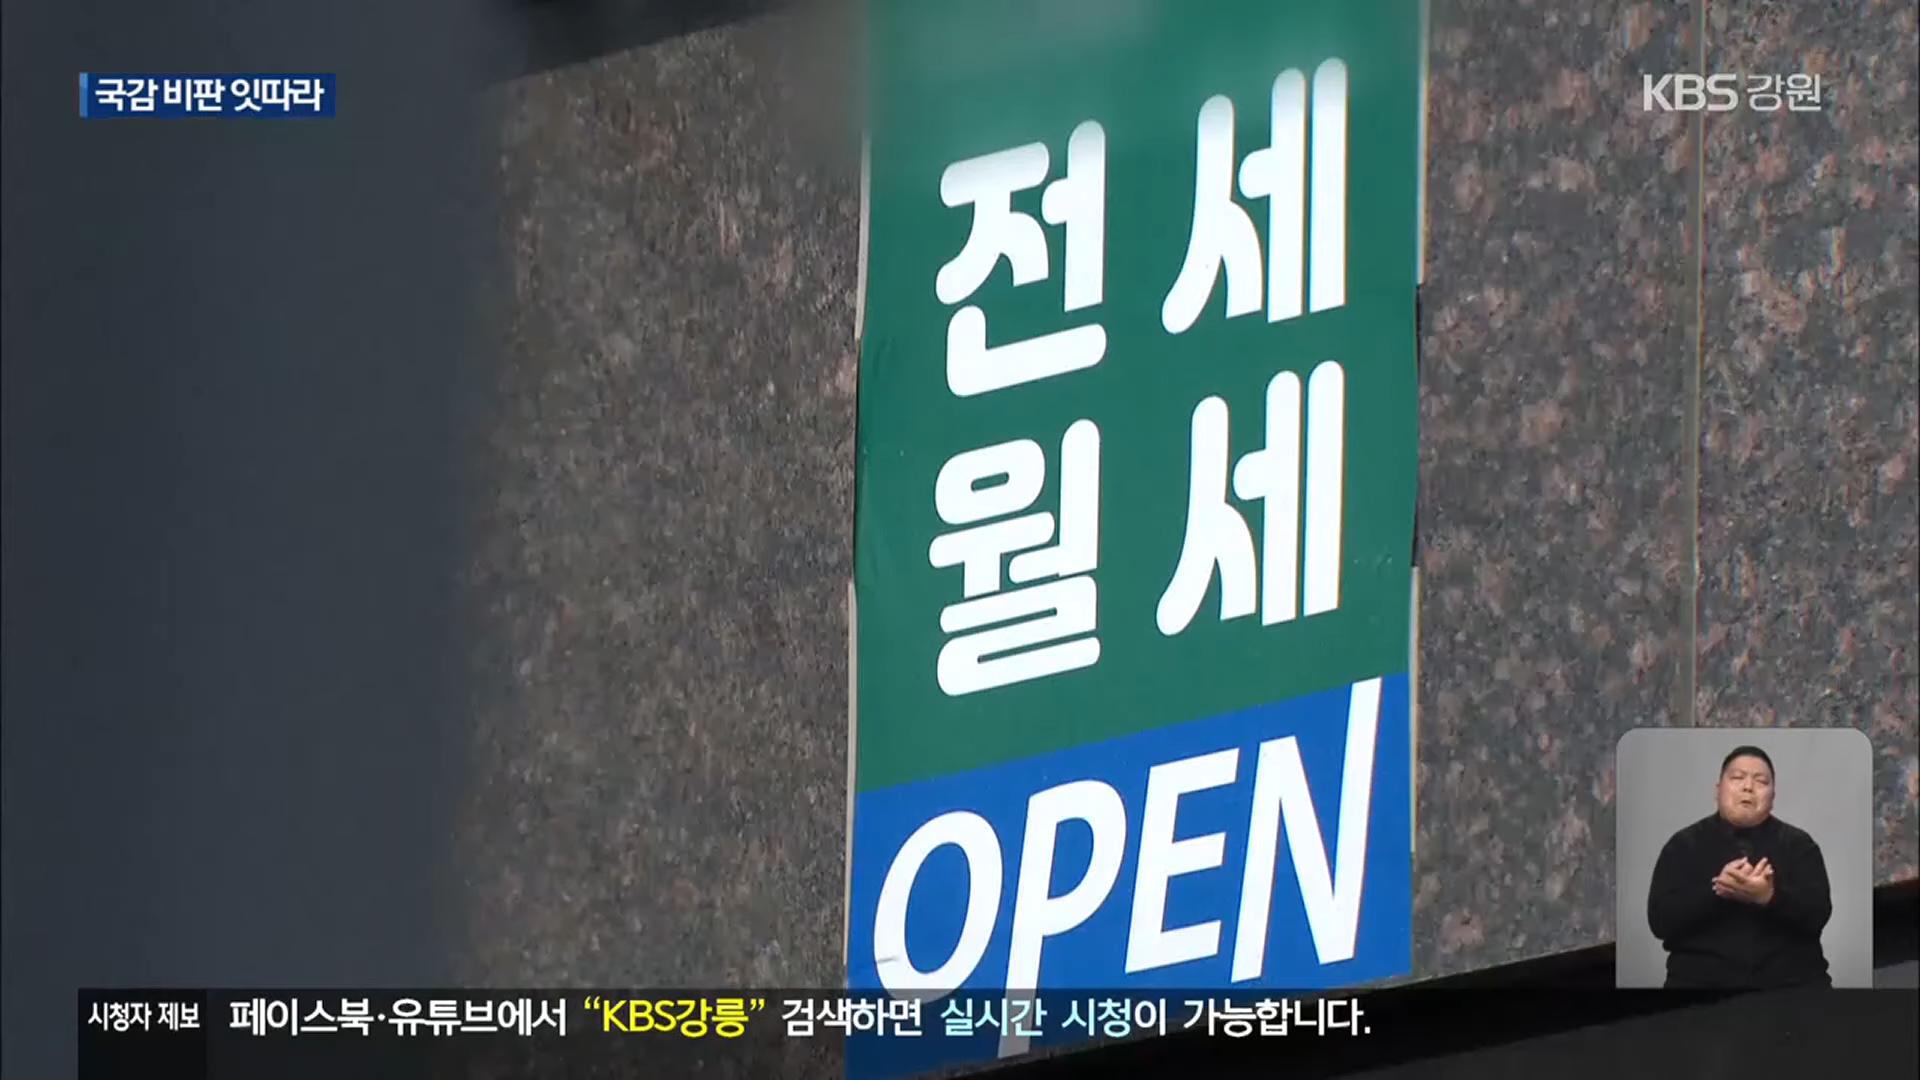 국감 비판 잇따라
KBS 강원
전세
월세
OPEN
시청자 제보
페이스북·유튜브에서 “KBS강릉” 검색하면 실시간 시청이 가능합니다.